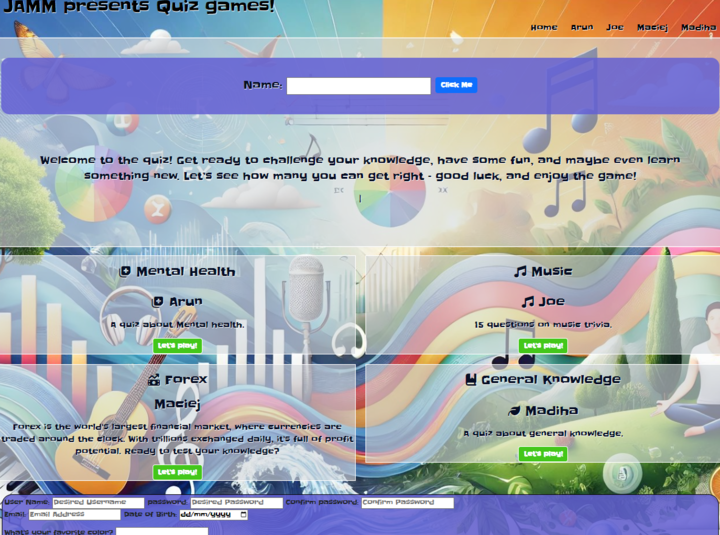 JAMM presents Quiz games!
Home Arun Joe Maciej Madiha
Name: Click Me
Welcome to the quiz! Get ready to challenge your knowledge, have some fun, and maybe even learn
something new. Let's see how many you can get right - good luck, and enjoy the game!
Mental Health
Arun
A quiz about Mental health.
Let's play!
Music
Joe
15 questions on music trivia.
Let's play!
Forex
Maciej
Forex is the world's largest financial market, where currencies are
traded around the clock. With trillions exchanged daily, it's full of profit
potential. Ready to test your knowledge?
Let's play!
General Knowledge
Madiha
A quiz about general knowledge.
Let's play!
User Name: Desired Username password: Desired Password Confirm password: Confirm Password
Email: Email Address Date of Birth: dd/mm/yyyy
What's your favorite color?